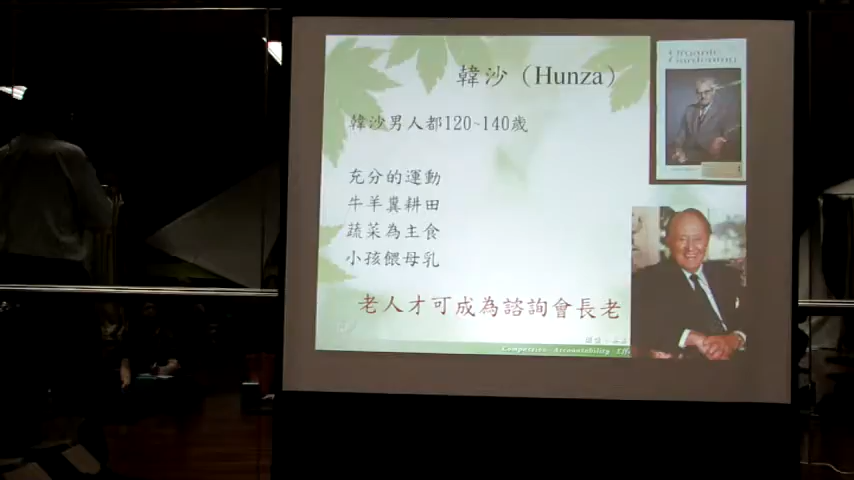 韓沙（Hunza）
Organic
Gardening
韓沙男人都120~140歲
充分的運動
牛羊糞耕田
蔬菜為主食
小孩餵母乳
老人才可成為諮詢會長老
Competition · Accountability ·